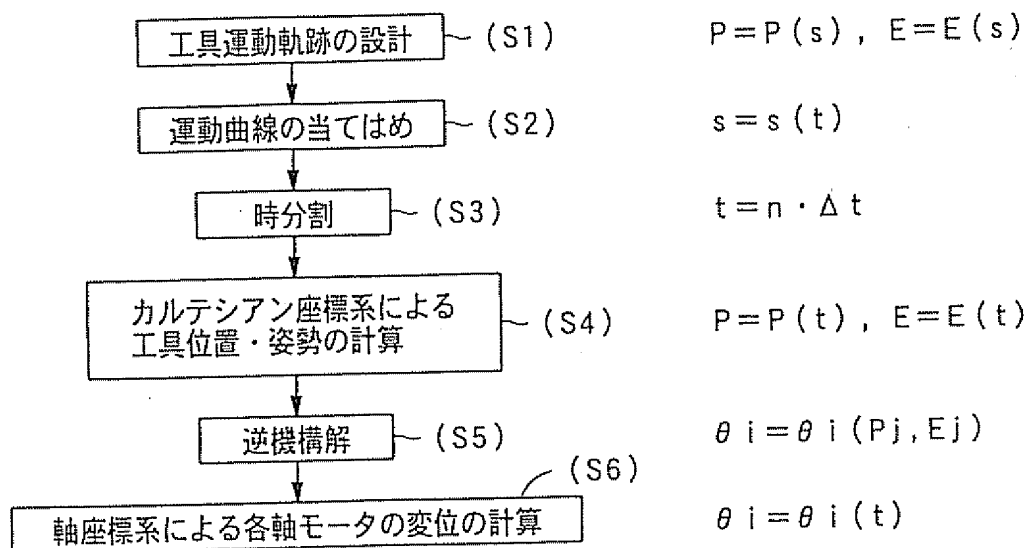 工具運動軌跡の設計 (S1) P=P(s), E=E(s)
運動曲線の当てはめ (S2) s=s(t)
時分割 (S3) t=n・Δt
カルテシアン座標系による
工具位置・姿勢の計算 (S4) P=P(t), E=E(t)
逆機構解 (S5) θi=θi(Pj,Ej)
(S6)
軸座標系による各軸モータの変位の計算 θi=θi(t)